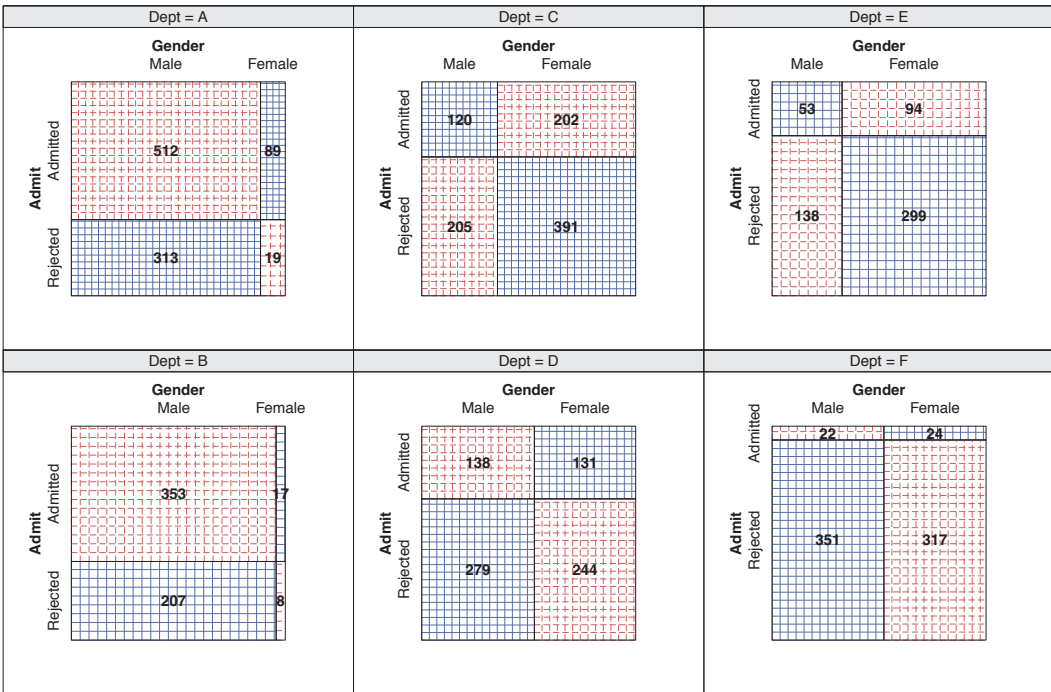 Dept = A
Gender
Male Female
Admit
Admitted
Rejected
512 89
313 19
Dept = C
Gender
Male Female
Admitted
Rejected
120 202
205 391
Dept = E
Gender
Male Female
Admit
Admitted
Rejected
53 94
138 299
Dept = B
Gender
Male Female
Admit
Admitted
Rejected
353 17
207 8
Dept = D
Gender
Male Female
Admit
Admitted
Rejected
138 131
279 244
Dept = F
Gender
Male Female
Admit
Admitted
Rejected
22 24
351 317